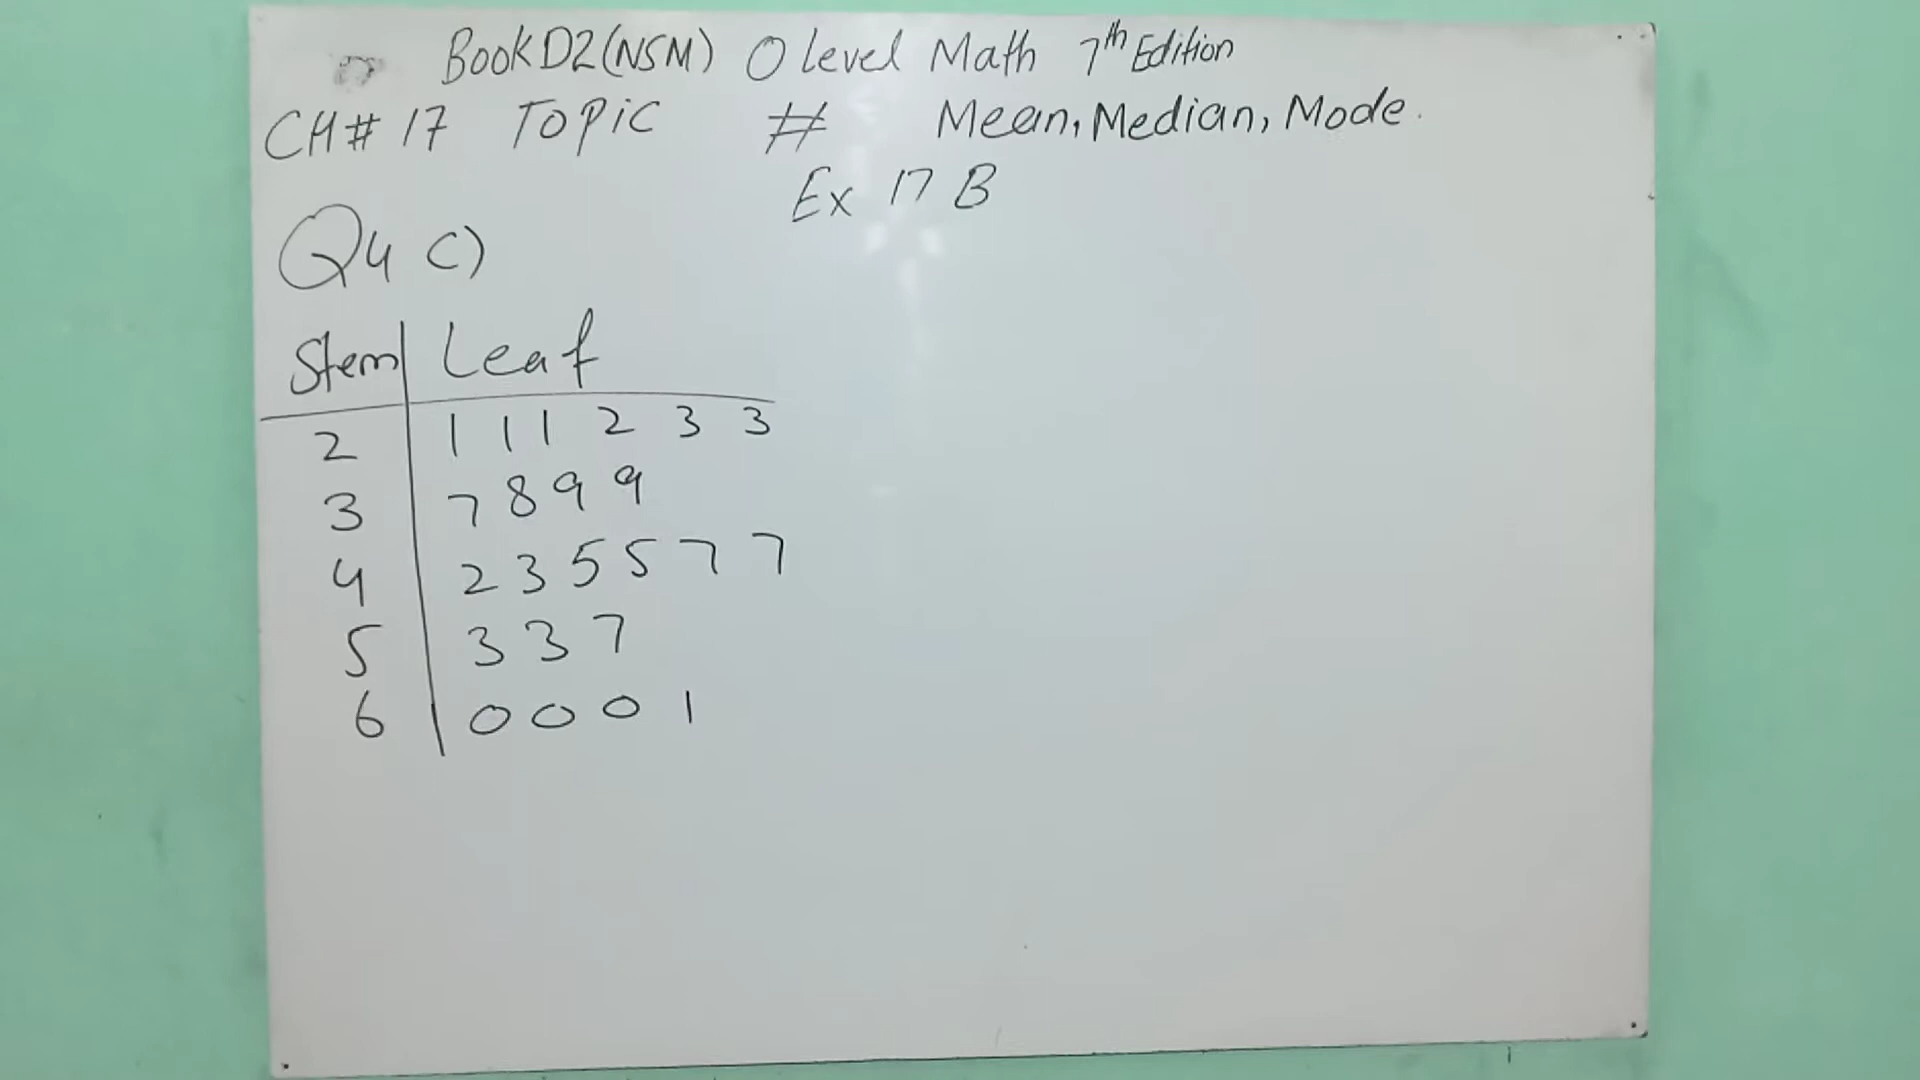 Book D2 (NSM) O Level Math 7th Edition
CH# 17 Topic # Mean, Median, Mode.
Ex 17 B
Q4 c)
Stem Leaf
2 1 1 1 2 3 3
3 7 8 9 9
4 2 3 5 5 7 7
5 3 3 7
6 0 0 0 1